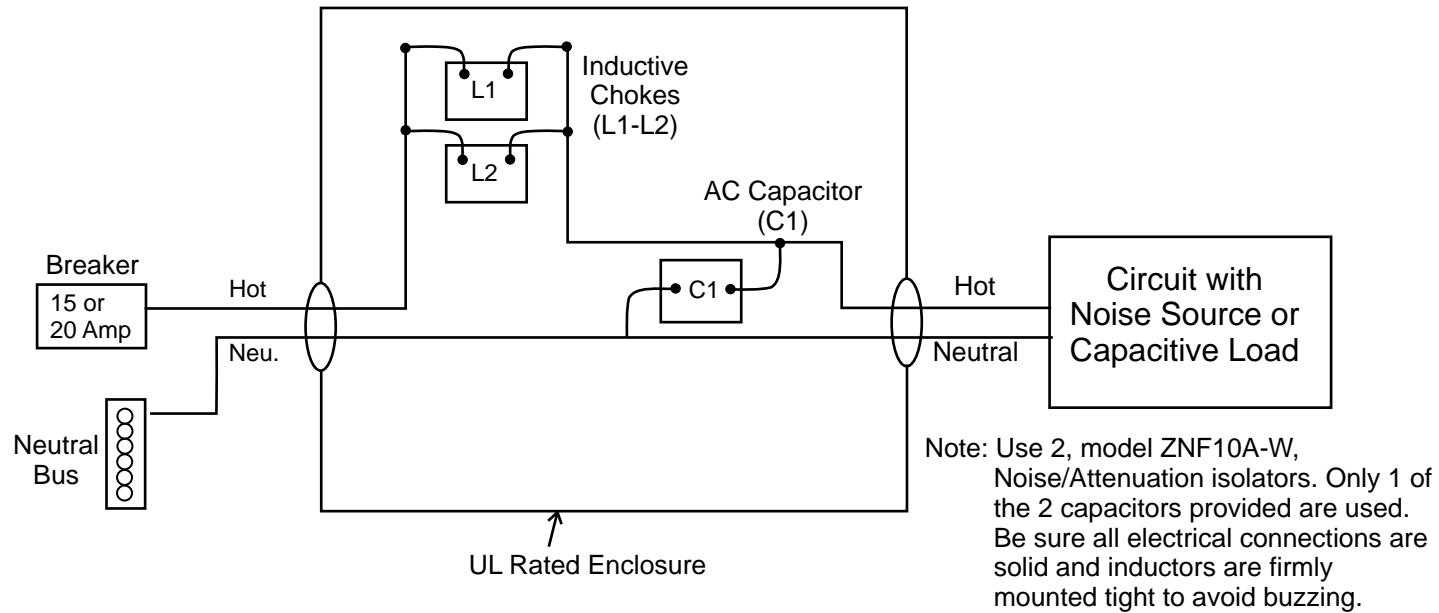 L1
Inductive
Chokes
(L1-L2)
L2
AC Capacitor
(C1)
Breaker
15 or
20 Amp
Hot
Neu.
C1
Hot
Neutral
Circuit with
Noise Source or
Capacitive Load
Neutral
Bus
UL Rated Enclosure
Note: Use 2, model ZNF10A-W,
Noise/Attenuation isolators. Only 1 of
the 2 capacitors provided are used.
Be sure all electrical connections are
solid and inductors are firmly
mounted tight to avoid buzzing.